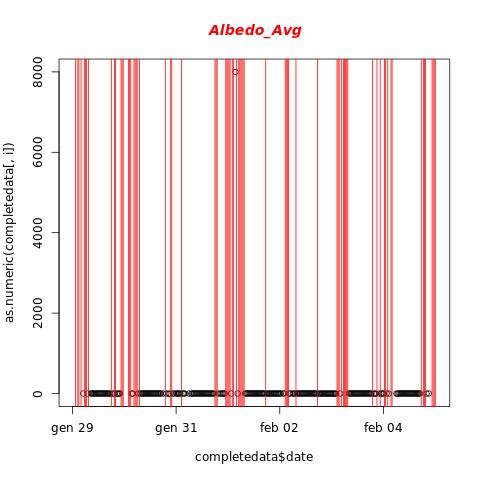 Albedo_Avg
as.numeric(completedata[, i])
8000
6000
4000
2000
0
gen 29
gen 31
feb 02
feb 04
completedata$date